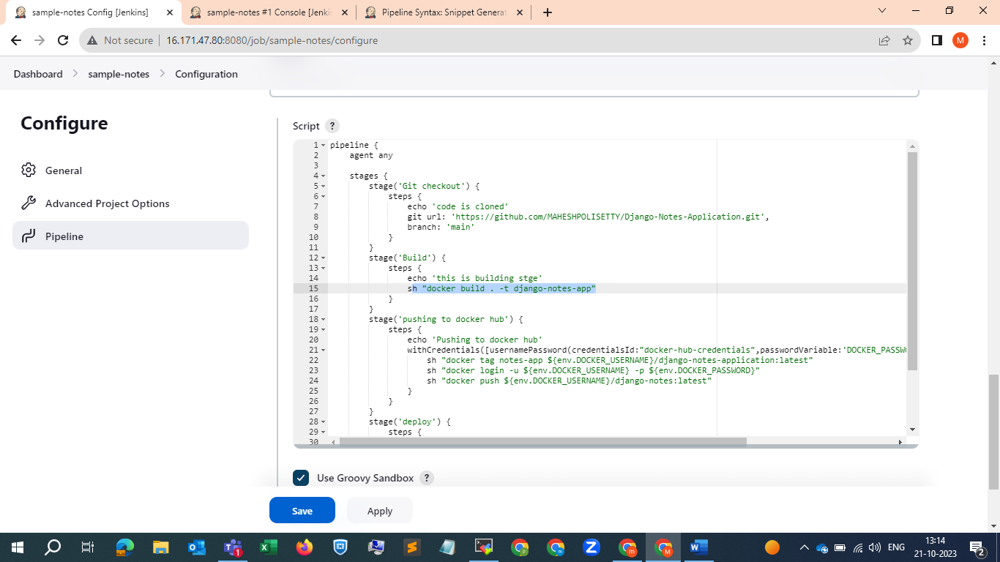 sample-notes Config [Jenkins]
sample-notes #1 Console [Jenki
Pipeline Syntax: Snippet Generat
Not secure
16.171.47.80:8080/job/sample-notes/configure
M
Dashboard
sample-notes
Configuration
Configure
General
Advanced Project Options
Pipeline
Script ?
1 pipeline {
2 agent any
3
4 stages {
5 stage('Git checkout') {
6 steps {
7 echo 'code is cloned'
8 git url: 'https://github.com/MAHESHPOLISETTY/Django-Notes-Application.git',
9 branch: 'main'
10 }
11 }
12 stage('Build') {
13 steps {
14 echo 'this is building stge'
15 sh "docker build . -t django-notes-app"
16 }
17 }
18 stage('pushing to docker hub') {
19 steps {
20 echo 'Pushing to docker hub'
21 withCredentials([usernamePassword(credentialsId:"docker-hub-credentials",passwordVariable:'DOCKER_PASSW
22 sh "docker tag notes-app ${env.DOCKER_USERNAME}/django-notes-application:latest"
23 sh "docker login -u ${env.DOCKER_USERNAME} -p ${env.DOCKER_PASSWORD}"
24 sh "docker push ${env.DOCKER_USERNAME}/django-notes:latest"
25 }
26 }
27 }
28 stage('deploy') {
29 steps {
30
Use Groovy Sandbox ?
Save
Apply
ENG
13:14
21-10-2023
2